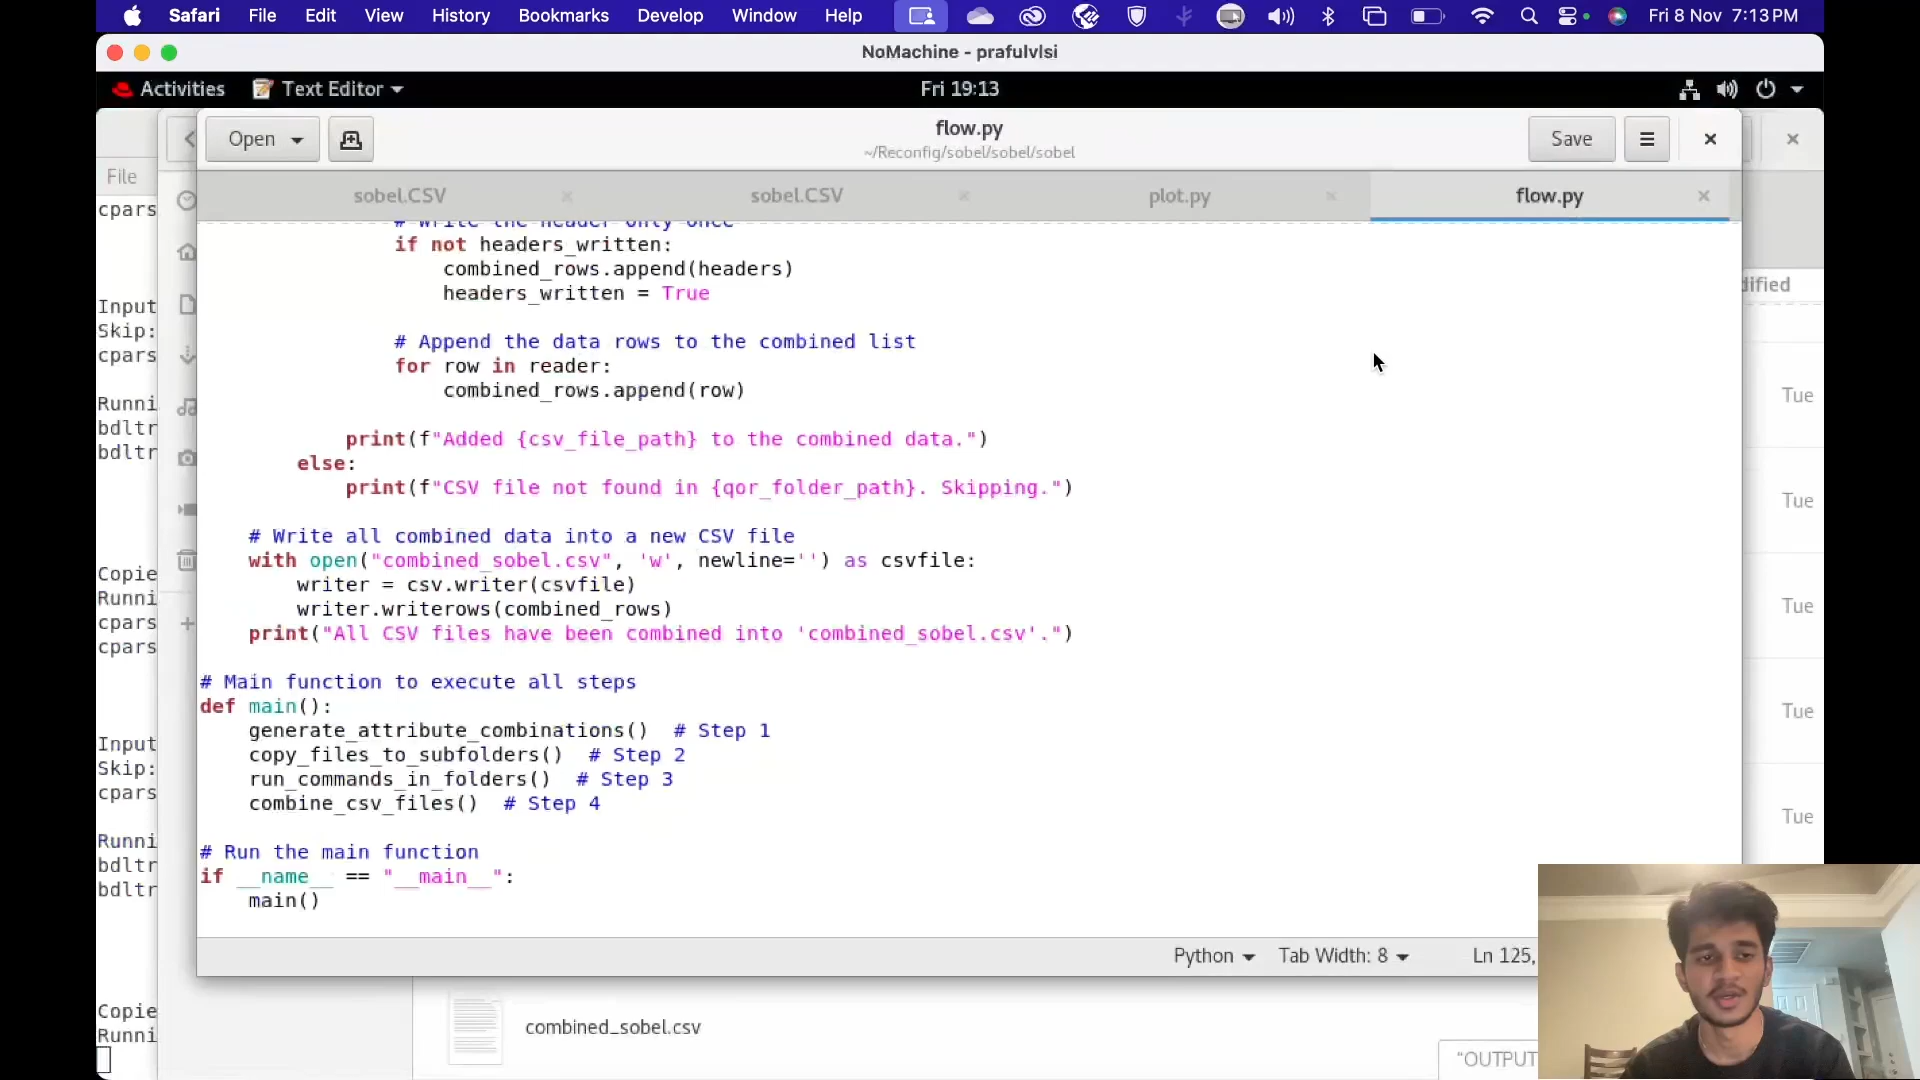 Safari File Edit View History Bookmarks Develop Window Help Fri 8 Nov 7:13 PM
NoMachine - prafulvlsi
Activities Text Editor Fri 19:13
Open flow.py Save
~/Reconfig/sobel/sobel/sobel
File
sobel.CSV sobel.CSV plot.py flow.py
cpars
# Write the header only once
if not headers_written:
combined_rows.append(headers)
dified
headers_written = True
Input
Skip:
# Append the data rows to the combined list
cpars
for row in reader:
combined_rows.append(row)
Tue
Runni
bdltr
print(f"Added {csv_file_path} to the combined data.")
bdltr
else:
print(f"CSV file not found in {qor_folder_path}. Skipping.")
Tue
# Write all combined data into a new CSV file
with open("combined_sobel.csv", 'w', newline='') as csvfile:
Copie
writer = csv.writer(csvfile)
Runni
writer.writerows(combined_rows)
Tue
cpars
print("All CSV files have been combined into 'combined_sobel.csv'.")
cpars
# Main function to execute all steps
def main():
Tue
generate_attribute_combinations() # Step 1
Input
copy_files_to_subfolders() # Step 2
Skip:
run_commands_in_folders() # Step 3
cpars
combine_csv_files() # Step 4
Tue
Runni
# Run the main function
bdltr
if __name__ == "__main__":
bdltr
main()
Python Tab Width: 8 Ln 125,
Copie
combined_sobel.csv
Runni
"OUTPUT